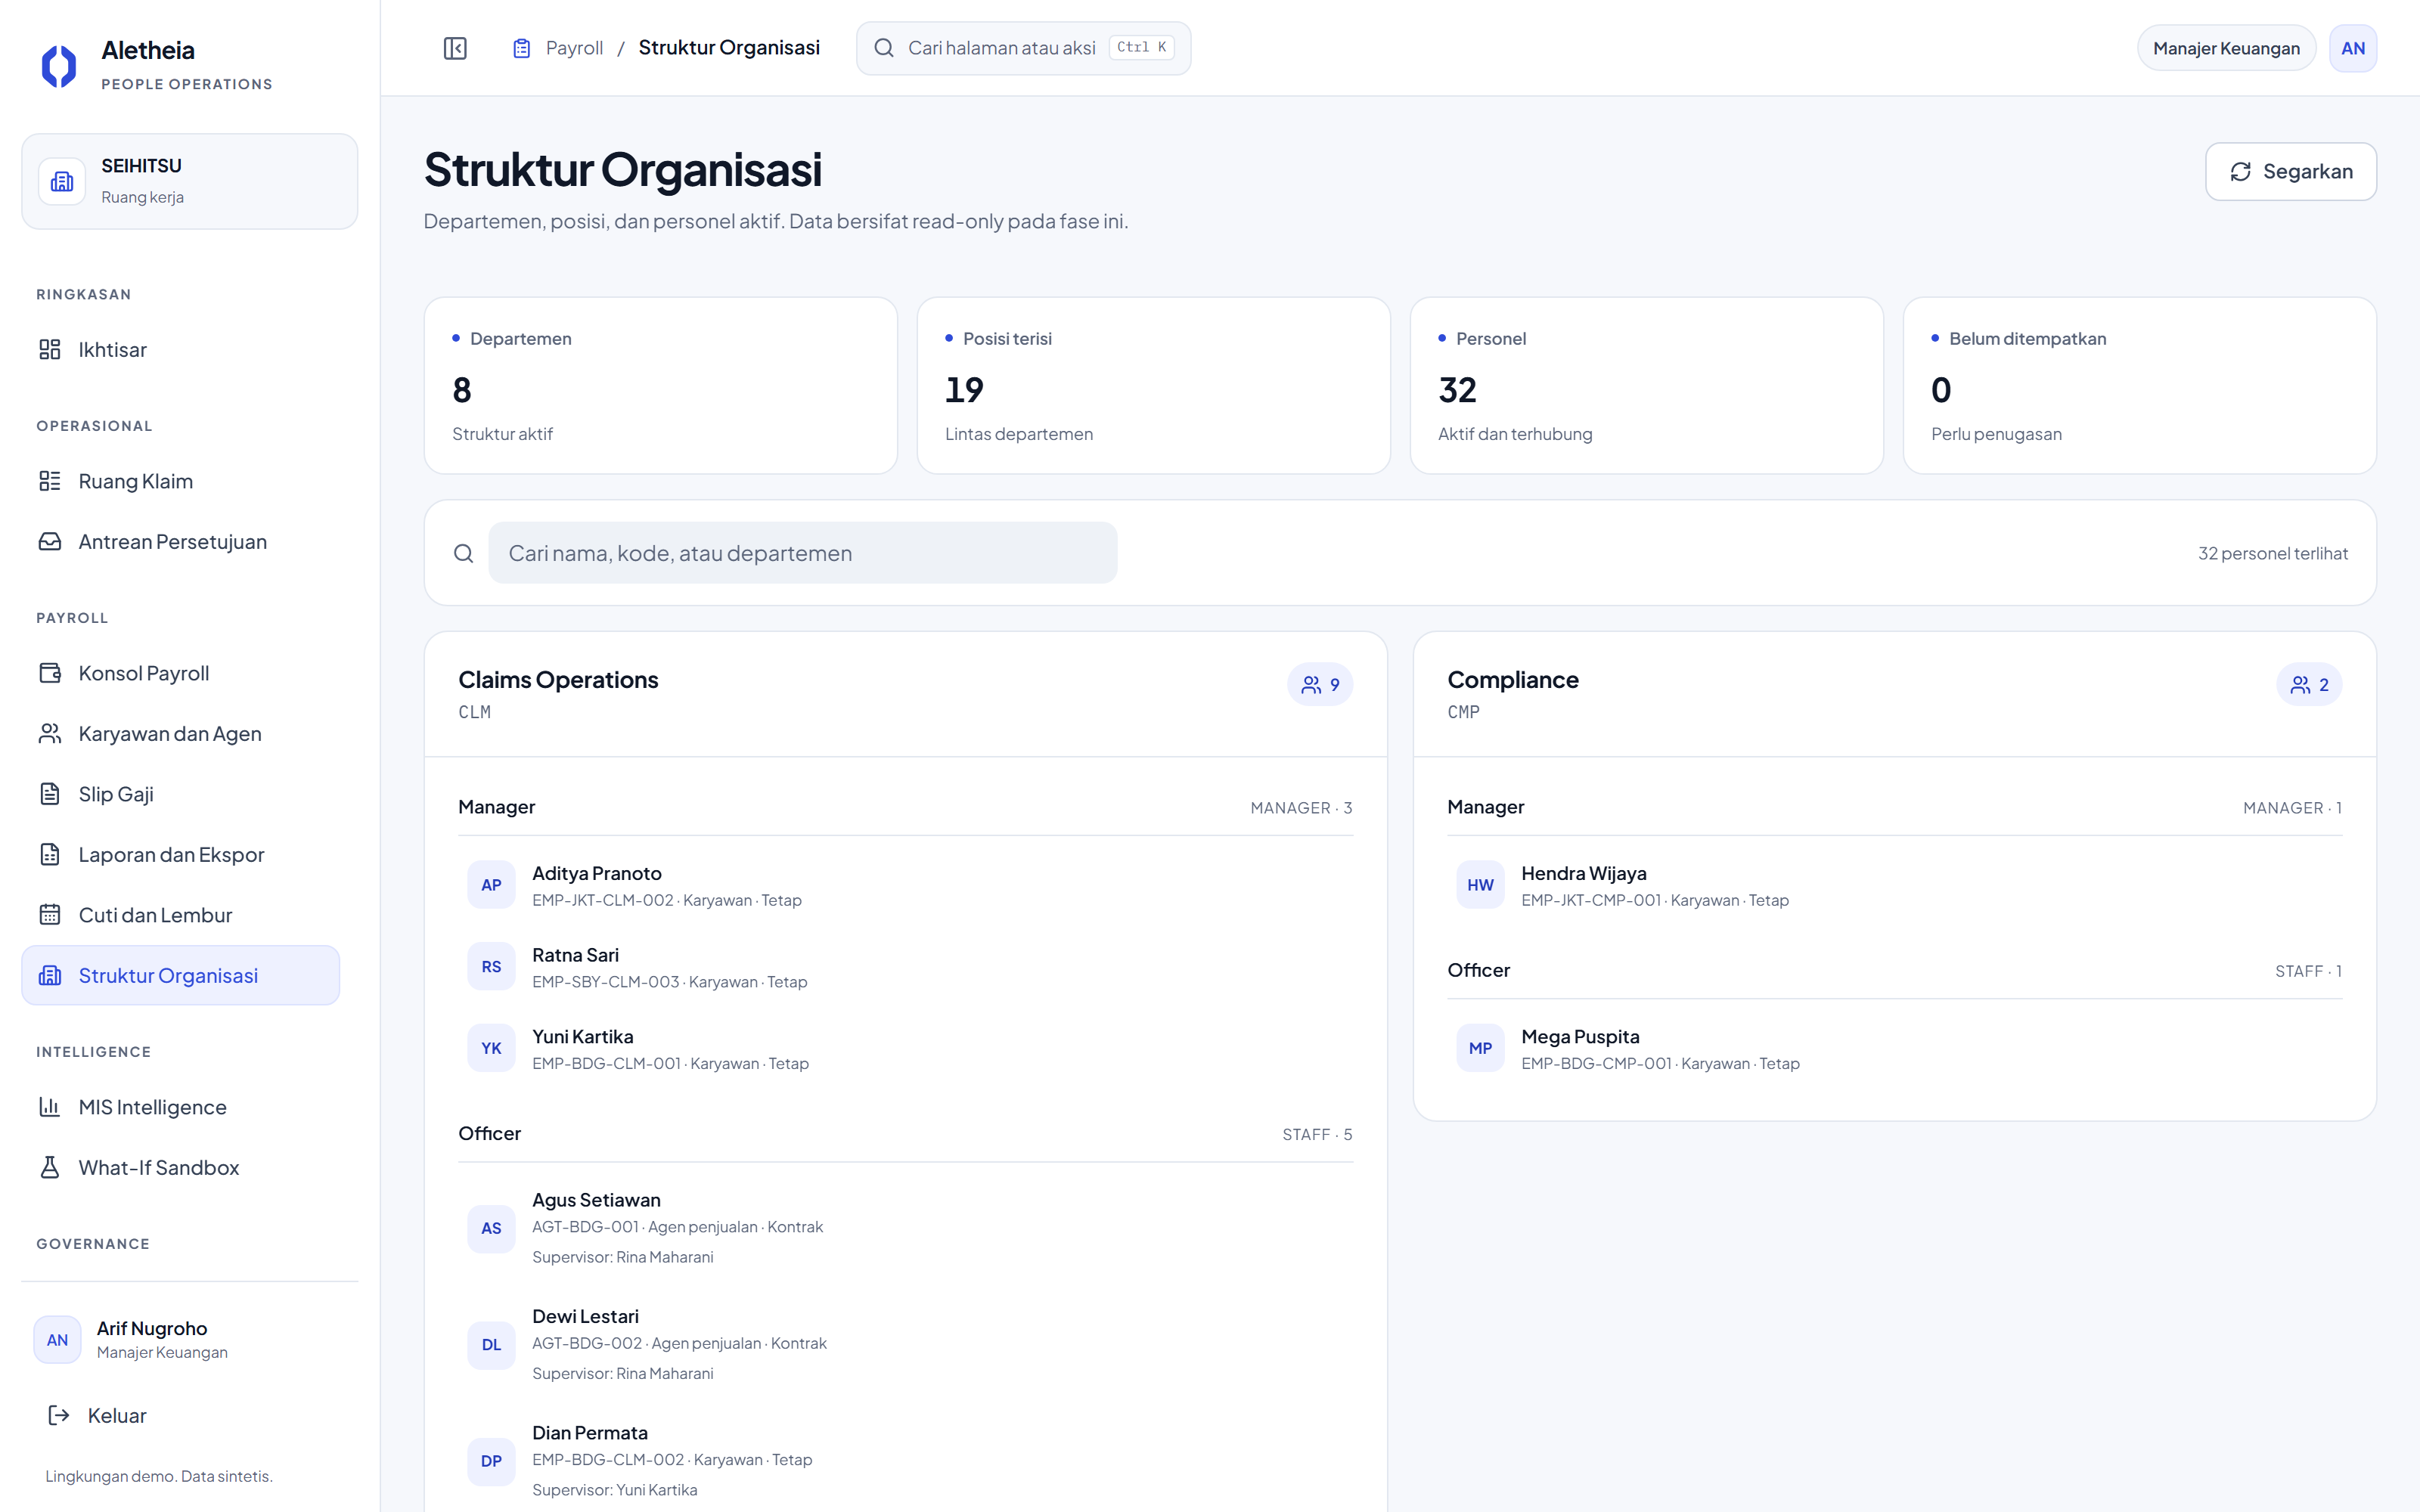 Aletheia
PEOPLE OPERATIONS
SEIHITSU
Ruang kerja
RINGKASAN
Ikhtisar
OPERASIONAL
Ruang Klaim
Antrean Persetujuan
PAYROLL
Konsol Payroll
Karyawan dan Agen
Slip Gaji
Laporan dan Ekspor
Cuti dan Lembur
Struktur Organisasi
INTELLIGENCE
MIS Intelligence
What-If Sandbox
GOVERNANCE
AN
Arif Nugroho
Manajer Keuangan
Keluar
Lingkungan demo. Data sintetis.
Payroll / Struktur Organisasi
Cari halaman atau aksi Ctrl K
Manajer Keuangan
AN
Struktur Organisasi
Departemen, posisi, dan personel aktif. Data bersifat read-only pada fase ini.
Segarkan
Departemen
8
Struktur aktif
Posisi terisi
19
Lintas departemen
Personel
32
Aktif dan terhubung
Belum ditempatkan
0
Perlu penugasan
Cari nama, kode, atau departemen
32 personel terlihat
Claims Operations
CLM
9
Manager
MANAGER · 3
AP
Aditya Pranoto
EMP-JKT-CLM-002 · Karyawan · Tetap
RS
Ratna Sari
EMP-SBY-CLM-003 · Karyawan · Tetap
YK
Yuni Kartika
EMP-BDG-CLM-001 · Karyawan · Tetap
Officer
STAFF · 5
AS
Agus Setiawan
AGT-BDG-001 · Agen penjualan · Kontrak
Supervisor: Rina Maharani
DL
Dewi Lestari
AGT-BDG-002 · Agen penjualan · Kontrak
Supervisor: Rina Maharani
DP
Dian Permata
EMP-BDG-CLM-002 · Karyawan · Tetap
Supervisor: Yuni Kartika
Compliance
CMP
2
Manager
MANAGER · 1
HW
Hendra Wijaya
EMP-JKT-CMP-001 · Karyawan · Tetap
Officer
STAFF · 1
MP
Mega Puspita
EMP-BDG-CMP-001 · Karyawan · Tetap